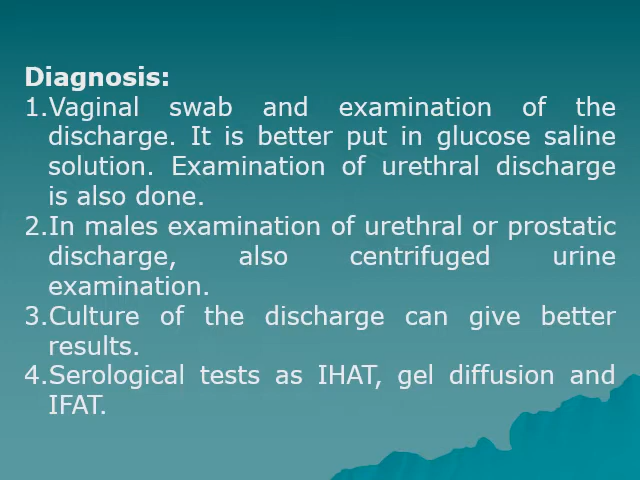 Diagnosis:
1.Vaginal swab and examination of the
discharge. It is better put in glucose saline
solution. Examination of urethral discharge
is also done.
2.In males examination of urethral or prostatic
discharge, also centrifuged urine
examination.
3.Culture of the discharge can give better
results.
4.Serological tests as IHAT, gel diffusion and
IFAT.